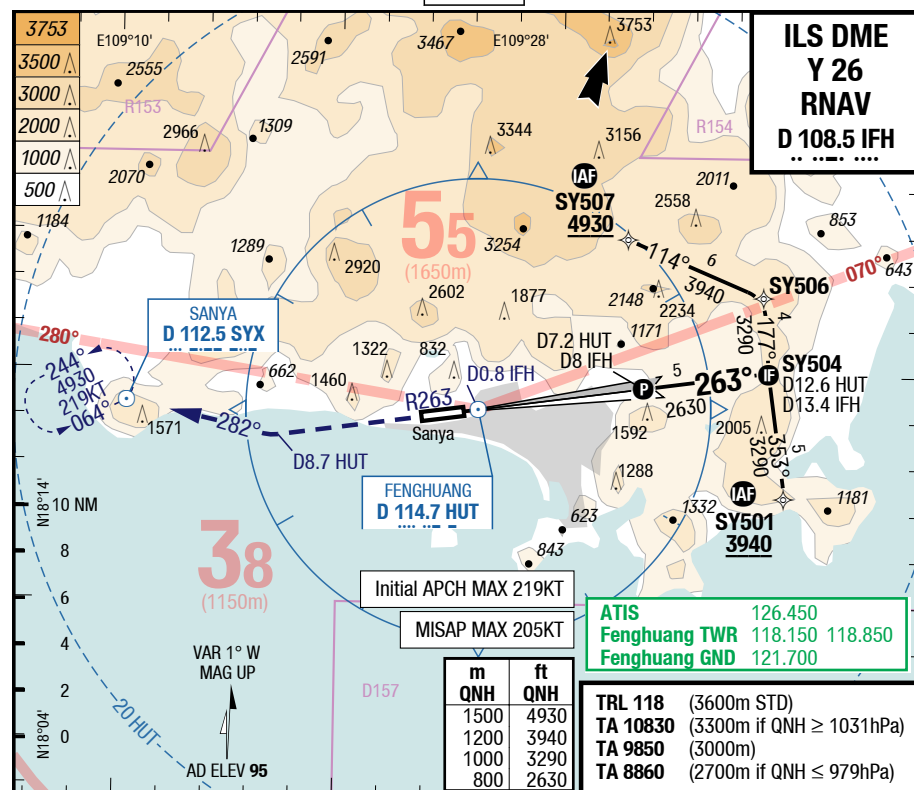 3753
3500
3000
2000
1000
500
E109°10'
2555
R153
2591
3467
E109°28'
3753
ILS DME
Y 26
RNAV
D 108.5 IFH
2966
1309
2070
3344
3156
R154
IAF
SY507
4930
2011
2558
1184
1289
2920
55
(1650m)
3254
853
643
070°
114°
6
3940
SY506
2602
1877
2148
2234
SANYA
D 112.5 SYX
280°
1171
D7.2 HUT
D8 IFH
4
177°
3290
244°
4930
219KT
064°
662
1322
832
1460
D0.8 IFH
P
5
263°
IF
SY504
D12.6 HUT
D13.4 IFH
R263
1571
282°
Sanya
D8.7 HUT
2630
1592
2005
5
353°
3290
1288
FENGHUANG
D 114.7 HUT
IAF
SY501
3940
1181
1332
623
843
N18°14'
10 NM
8
6
4
2
0
N18°04'
38
(1150m)
Initial APCH MAX 219KT
MISAP MAX 205KT
ATIS 126.450
Fenghuang TWR 118.150 118.850
Fenghuang GND 121.700
VAR 1° W
MAG UP
AD ELEV 95
20 HUT
D157
m ft
QNH QNH
1500 4930
1200 3940
1000 3290
800 2630
TRL 118 (3600m STD)
TA 10830 (3300m if QNH ≥ 1031hPa)
TA 9850 (3000m)
TA 8860 (2700m if QNH ≤ 979hPa)